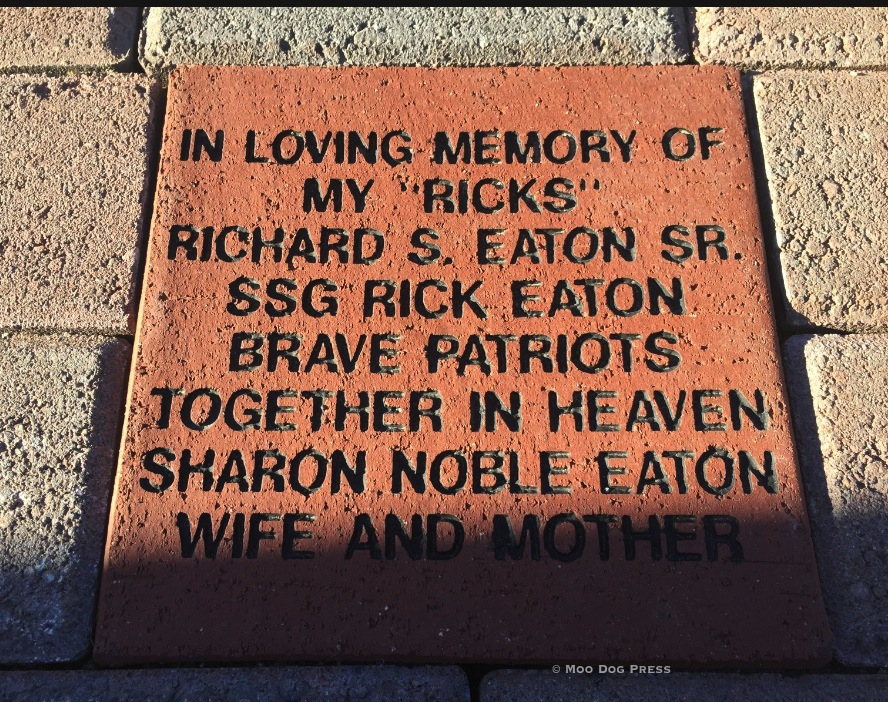 IN LOVING MEMORY OF
MY "RICKS"
RICHARD S. EATON SR.
SSG RICK EATON
BRAVE PATRIOTS
TOGETHER IN HEAVEN
SHARON NOBLE EATON
WIFE AND MOTHER
© Moo Dog Press